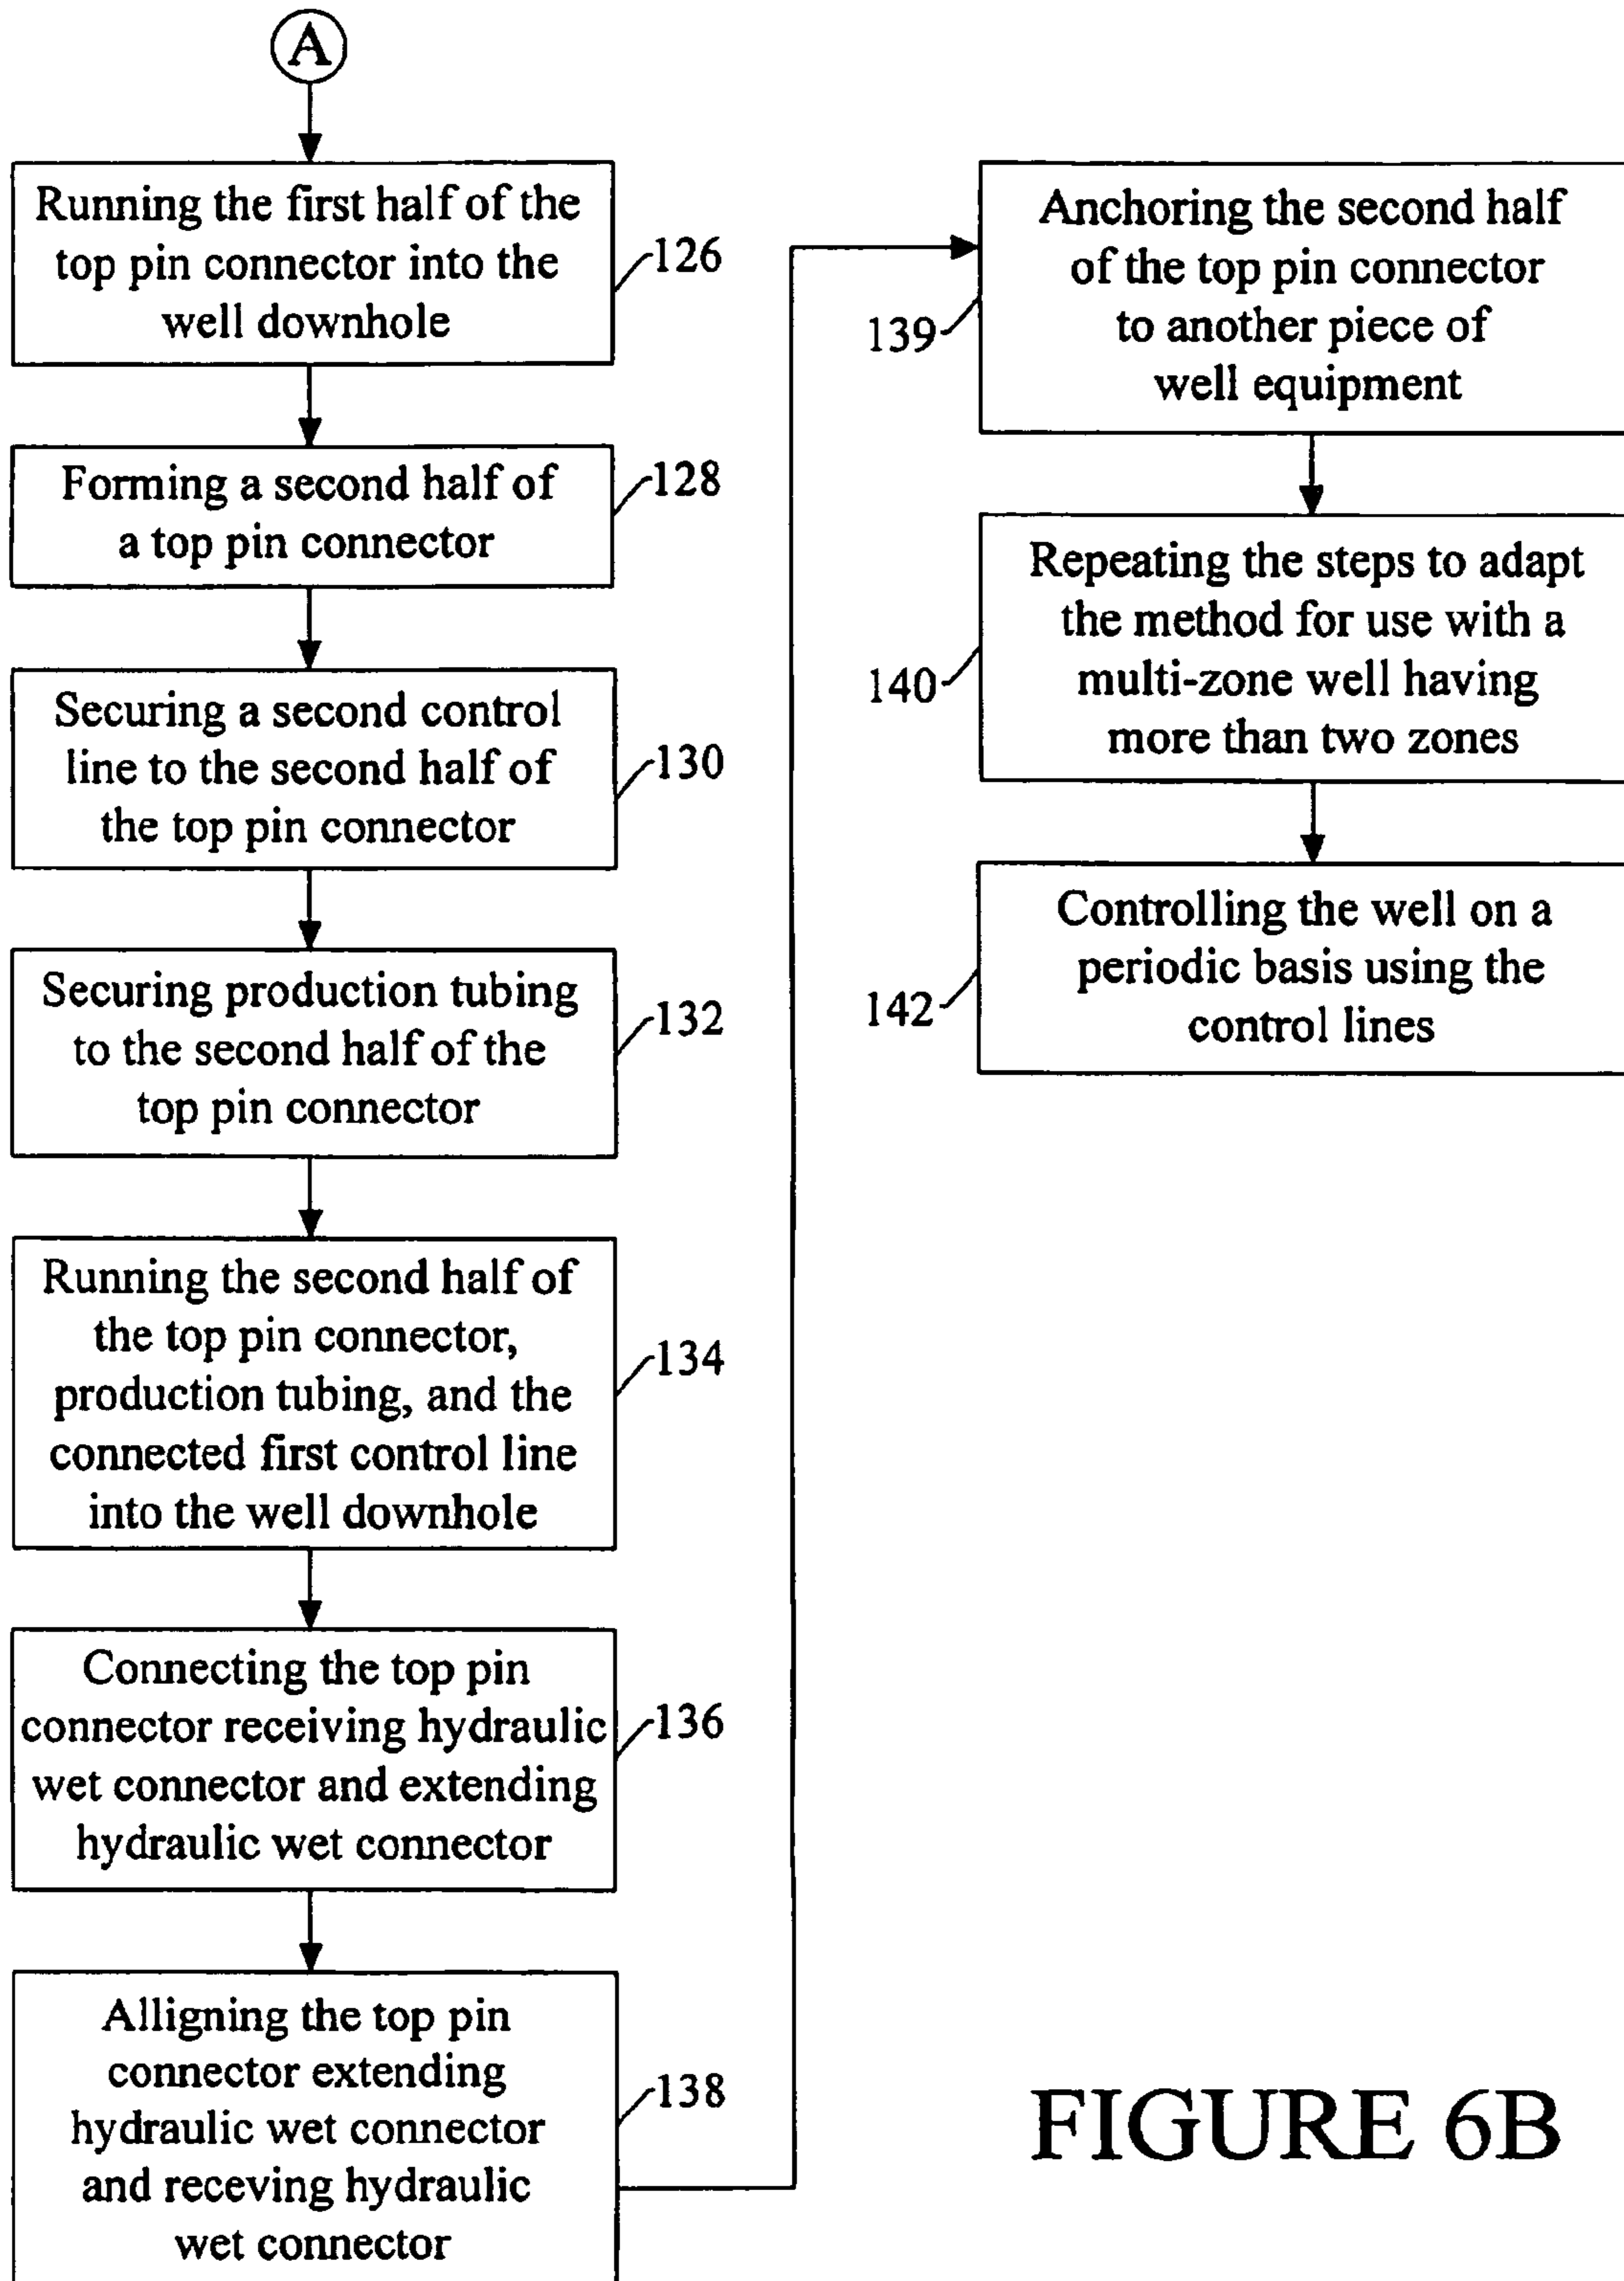 A
Running the first half of the
top pin connector into the
well downhole
126
Forming a second half of
a top pin connector
128
Securing a second control
line to the second half of
the top pin connector
130
Securing production tubing
to the second half of the
top pin connector
132
Running the second half of
the top pin connector,
production tubing, and the
connected first control line
into the well downhole
134
Connecting the top pin
connector receiving hydraulic
wet connector and extending
hydraulic wet connector
136
Alligning the top pin
connector extending
hydraulic wet connector
and receving hydraulic
wet connector
138
Anchoring the second half
of the top pin connector
to another piece of
well equipment
139
Repeating the steps to adapt
the method for use with a
multi-zone well having
more than two zones
140
Controlling the well on a
periodic basis using the
control lines
142
FIGURE 6B